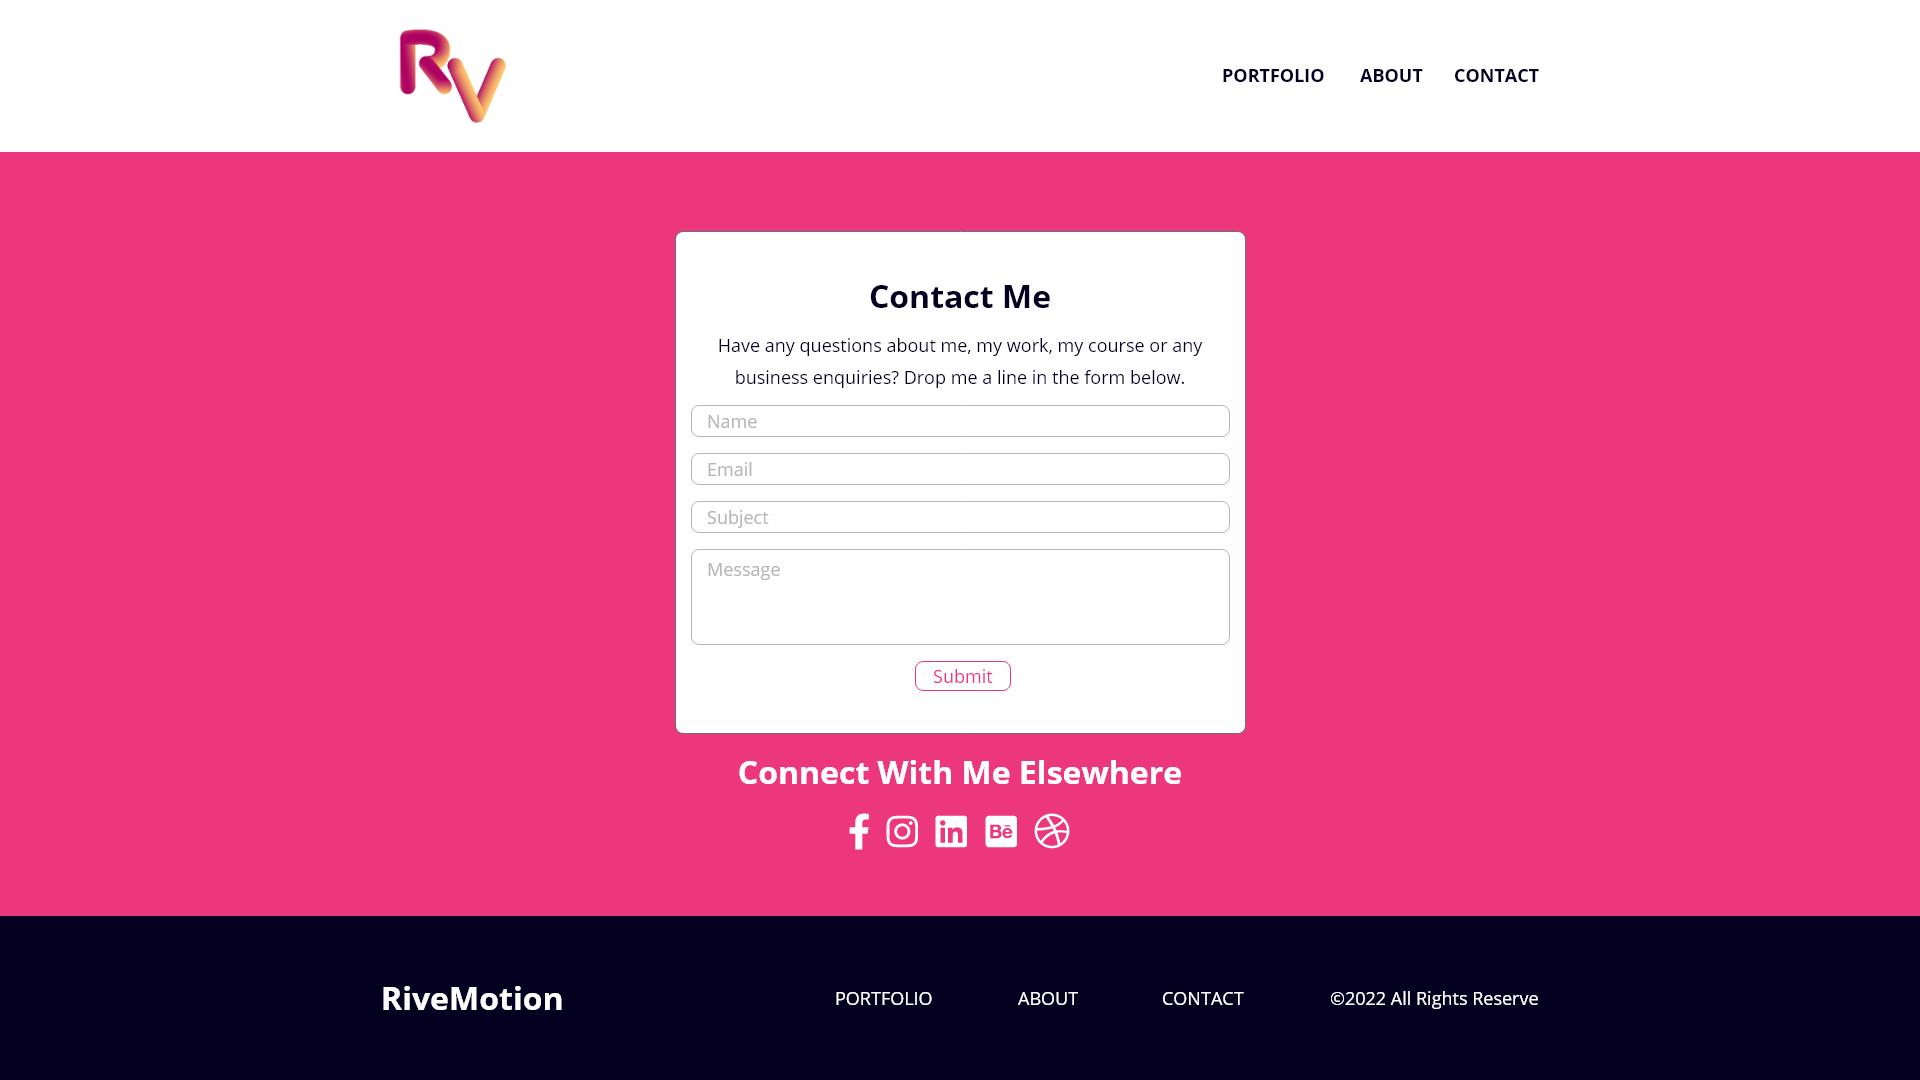 RV
PORTFOLIO ABOUT CONTACT
Contact Me
Have any questions about me, my work, my course or any
business enquiries? Drop me a line in the form below.
Name
Email
Subject
Message
Submit
Connect With Me Elsewhere
f in Bē
RiveMotion PORTFOLIO ABOUT CONTACT ©2022 All Rights Reserve